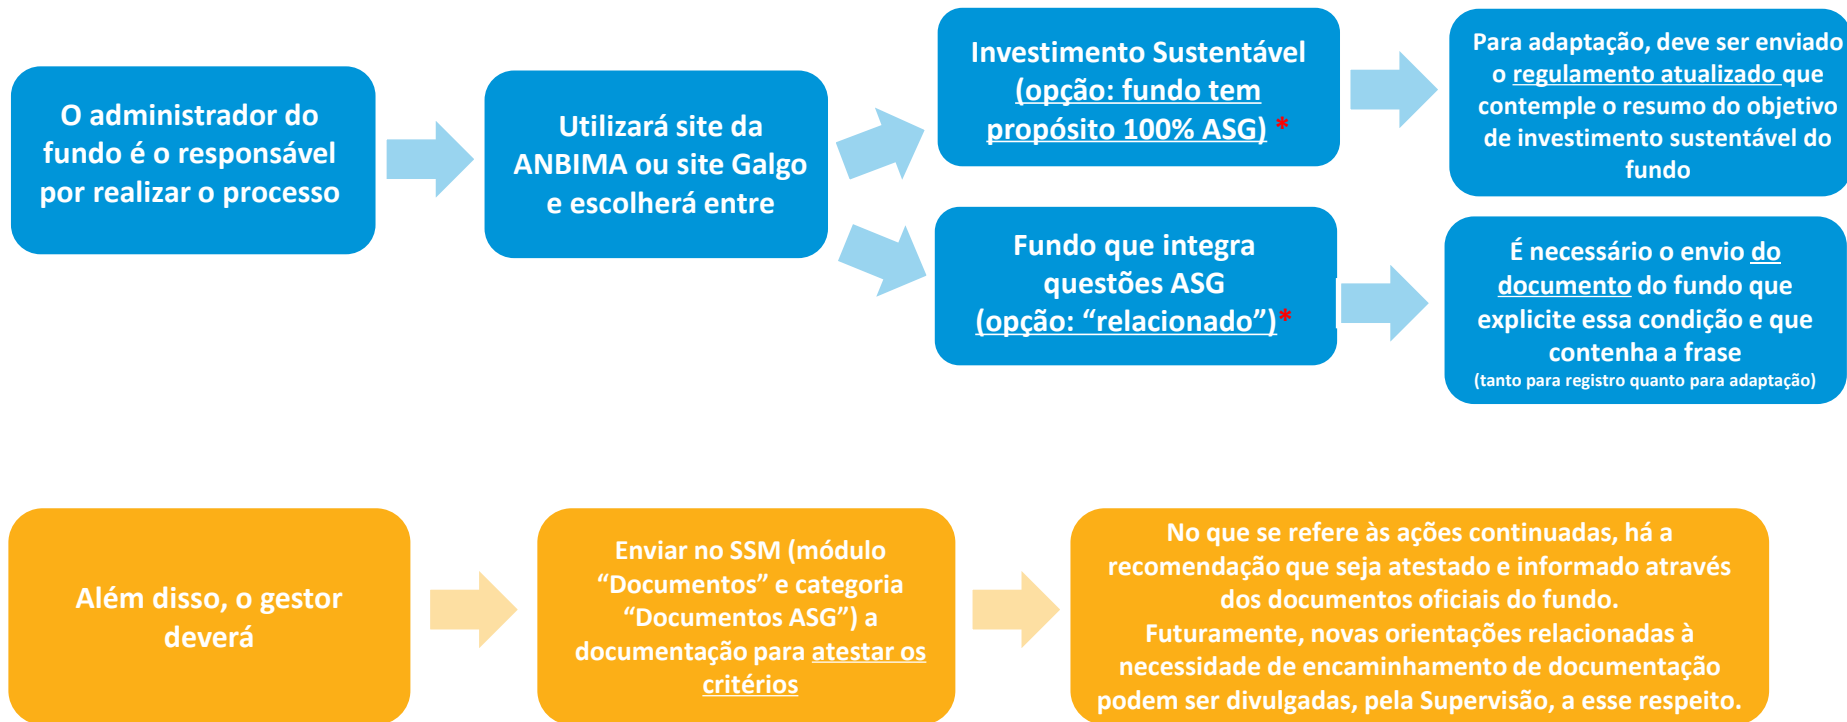 O administrador do
fundo é o responsável
por realizar o processo
Utilizará site da
ANBIMA ou site Galgo
e escolherá entre
Investimento Sustentável
(opção: fundo tem
propósito 100% ASG) *
Para adaptação, deve ser enviado
o regulamento atualizado que
contemple o resumo do objetivo
de investimento sustentável do
fundo
Fundo que integra
questões ASG
(opção: “relacionado”)*
É necessário o envio do
documento do fundo que
explicite essa condição e que
contenha a frase
(tanto para registro quanto para adaptação)
Além disso, o gestor
deverá
Enviar no SSM (módulo
“Documentos” e categoria
“Documentos ASG”) a
documentação para atestar os
critérios
No que se refere às ações continuadas, há a
recomendação que seja atestado e informado através
dos documentos oficiais do fundo.
Futuramente, novas orientações relacionadas à
necessidade de encaminhamento de documentação
podem ser divulgadas, pela Supervisão, a esse respeito.